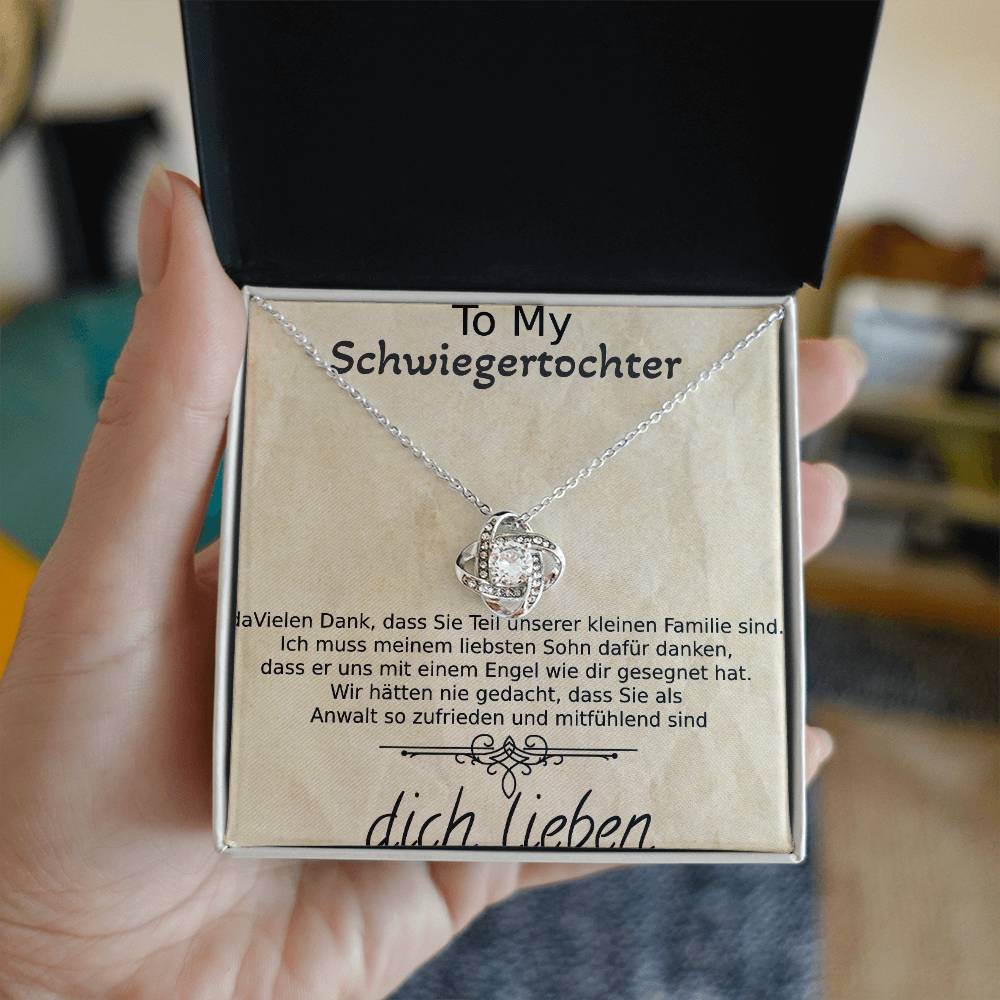 To My
Schwiegertochter
daVielen Dank, dass Sie Teil unserer kleinen Familie sind.
Ich muss meinem liebsten Sohn dafür danken,
dass er uns mit einem Engel wie dir gesegnet hat.
Wir hätten nie gedacht, dass Sie als
Anwalt so zufrieden und mitfühlend sind
dich lieben